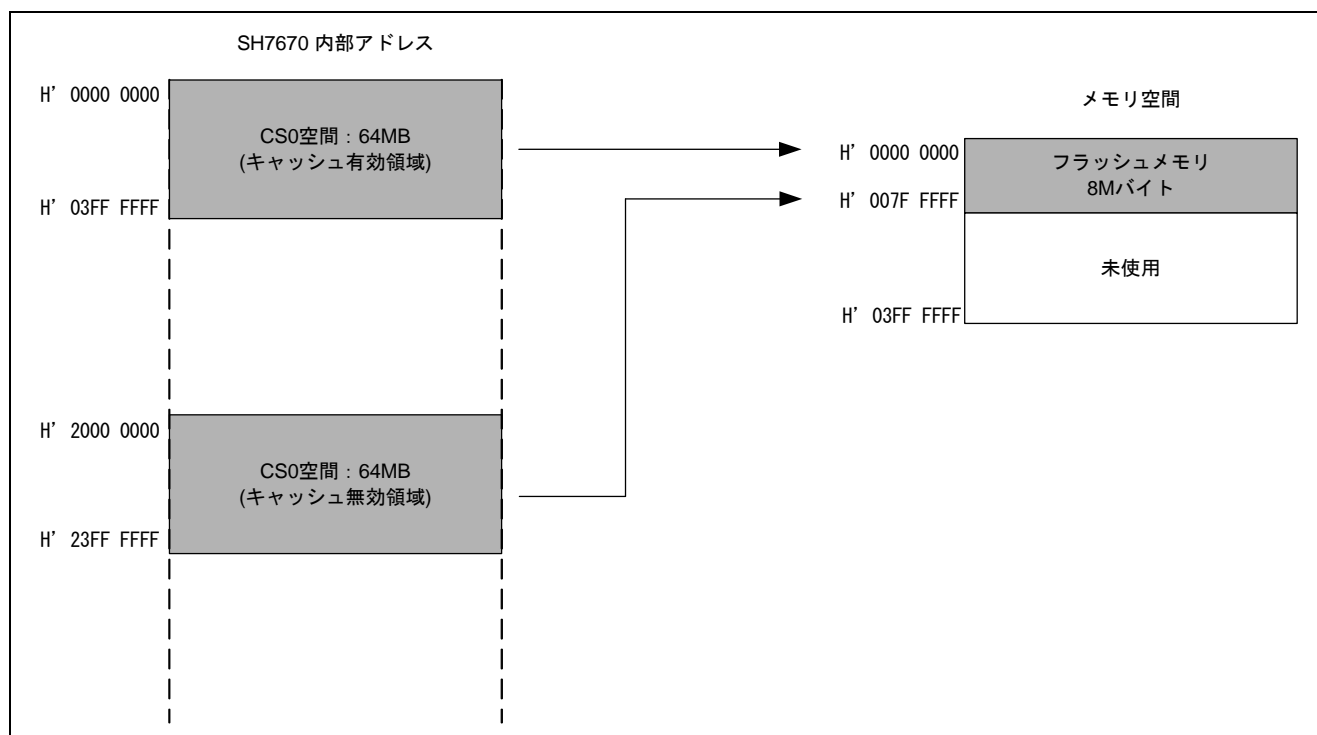 SH7670 内部アドレス
H' 0000 0000
CS0空間：64MB
(キャッシュ有効領域)
H' 03FF FFFF
H' 2000 0000
CS0空間：64MB
(キャッシュ無効領域)
H' 23FF FFFF
メモリ空間
H' 0000 0000
フラッシュメモリ
8Mバイト
H' 007F FFFF
未使用
H' 03FF FFFF